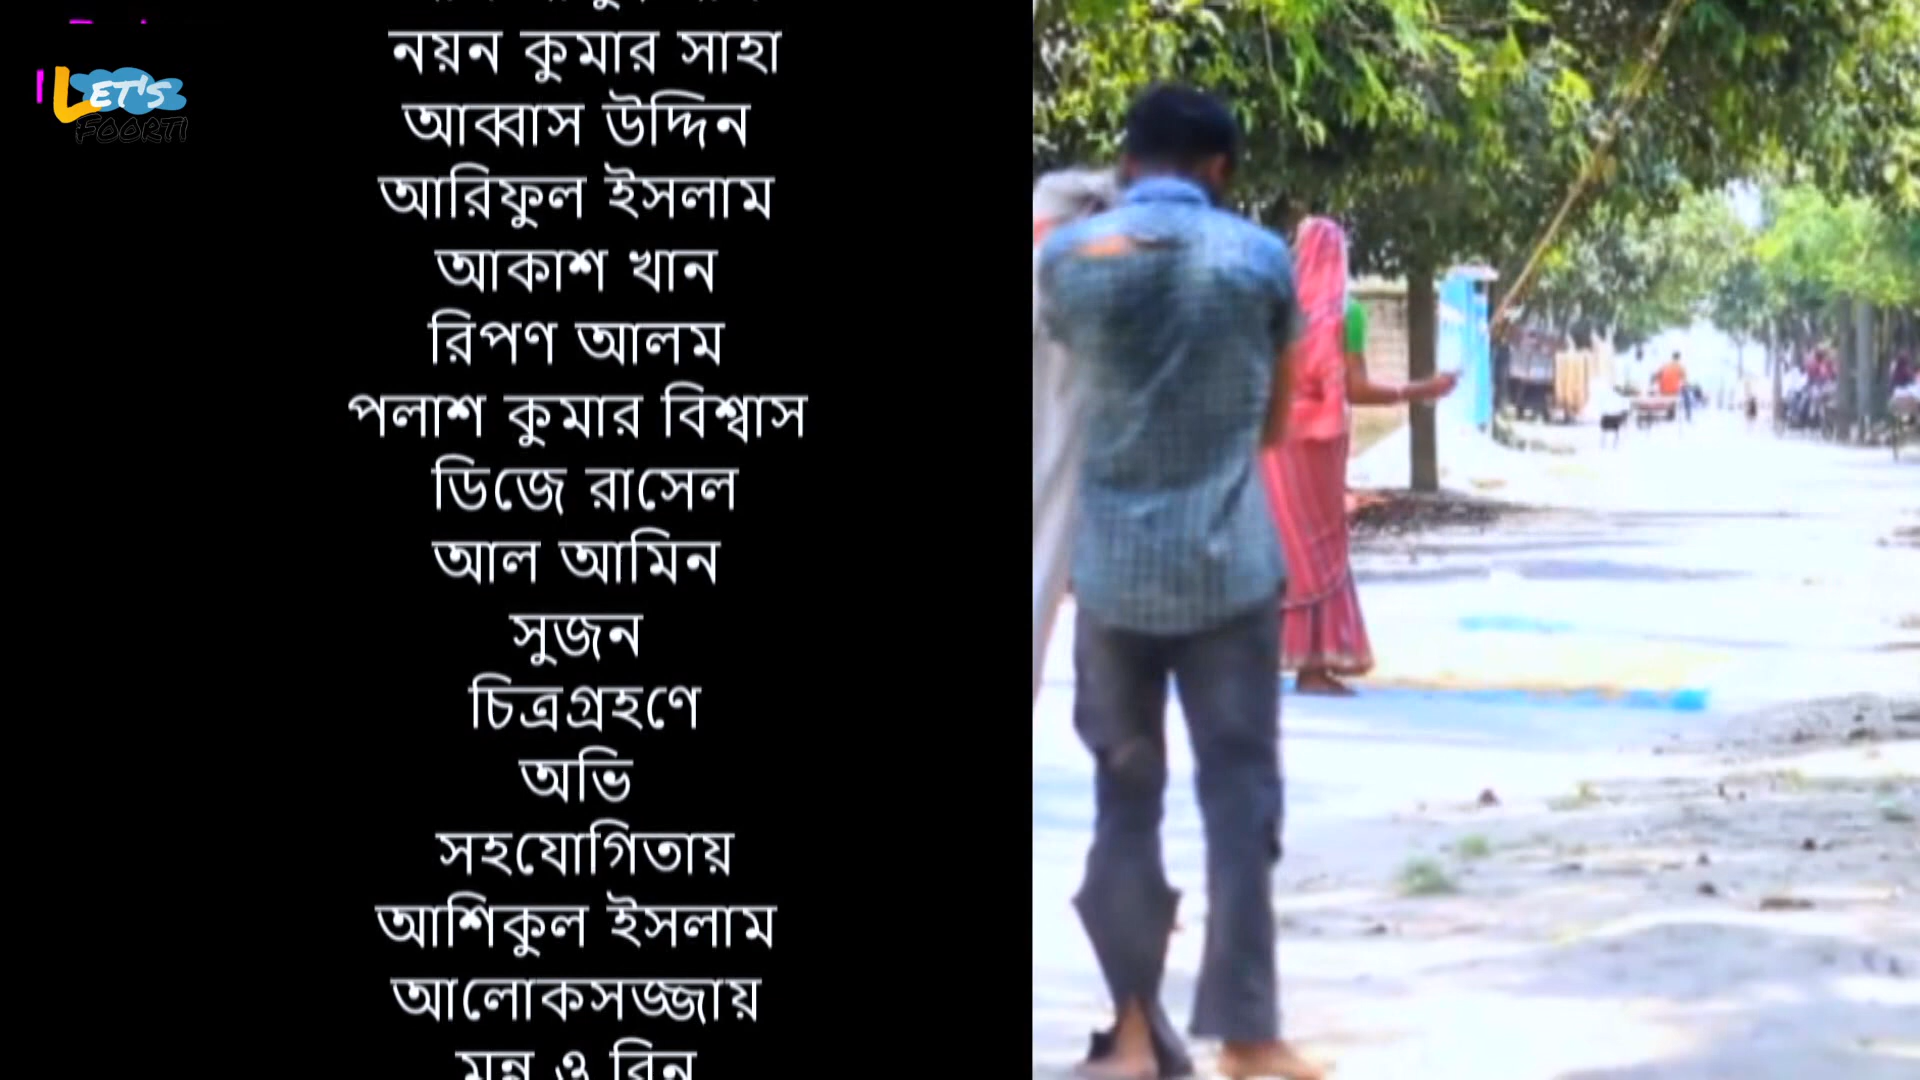 LET'S
FOORTI
নয়ন কুমার সাহা
আব্বাস উদ্দিন
আরিফুল ইসলাম
আকাশ খান
রিপণ আলম
পলাশ কুমার বিশ্বাস
ডিজে রাসেল
আল আমিন
সুজন
চিত্রগ্রহণে
অভি
সহযোগিতায়
আশিকুল ইসলাম
আলোকসজ্জায়
ও